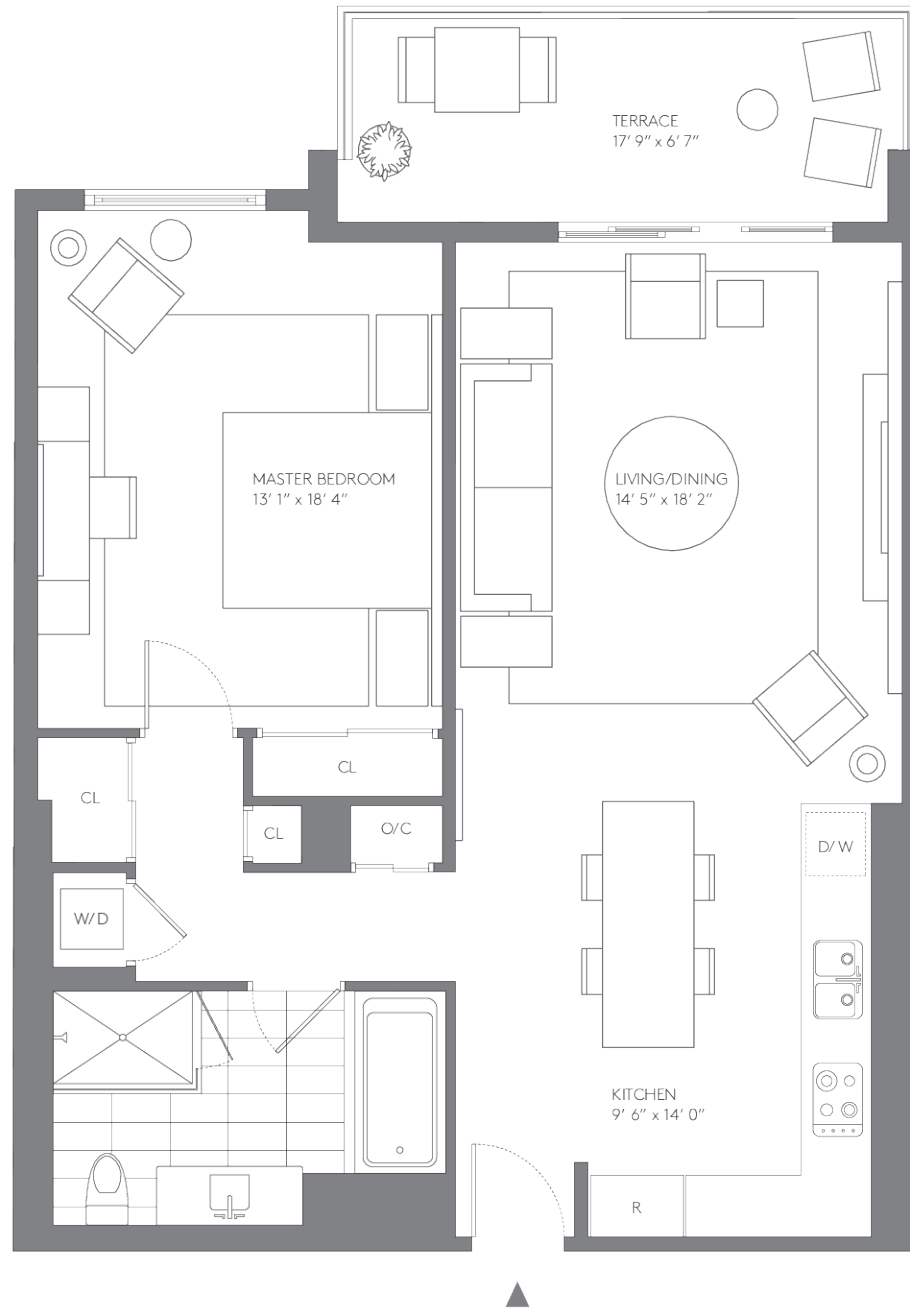 TERRACE
17' 9" x 6' 7"
MASTER BEDROOM
13' 1" x 18' 4"
LIVING/DINING
14' 5" x 18' 2"
CL
CL
CL
O/C
D/W
W/D
KITCHEN
9' 6" x 14' 0"
R